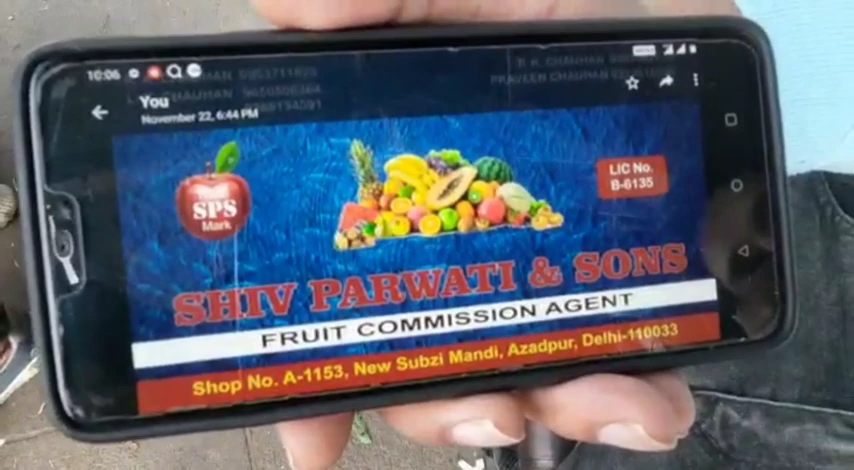 10:06
You
November 22, 6:44 PM
LIC No.
B-6135
SPS
Mark
SHIV PARWATI & SONS
FRUIT COMMISSION AGENT
Shop No. A-1153, New Subzi Mandi, Azadpur, Delhi-110033